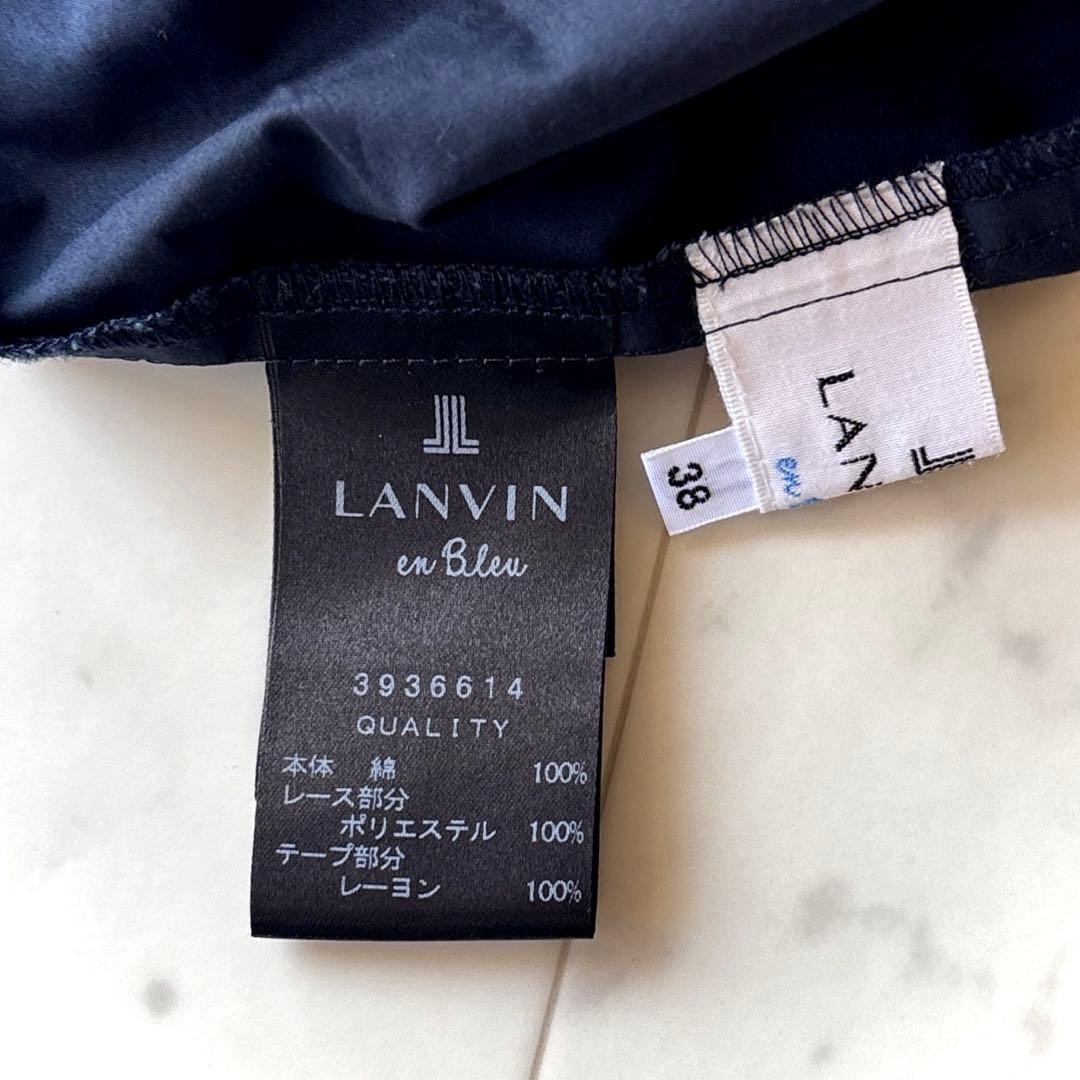 LANVIN
en Bleu
3936614
QUALITY
本体 綿 100%
レース部分
ポリエステル 100%
テープ部分
レーヨン 100%
38
en